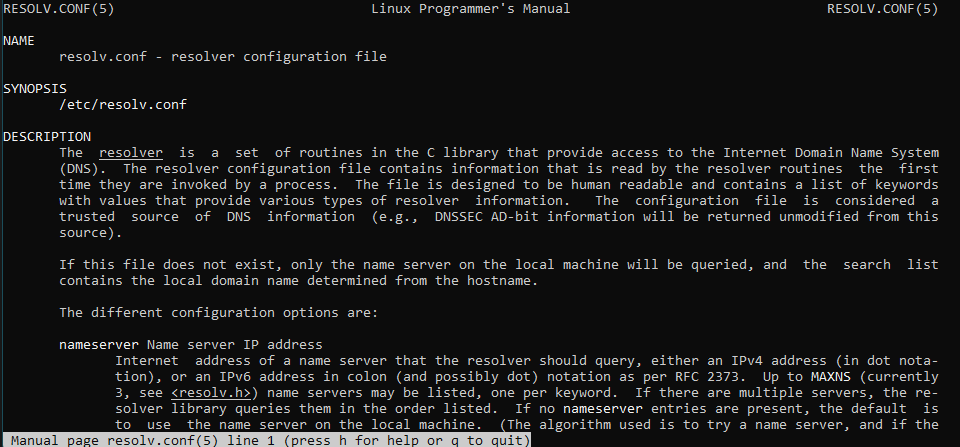 RESOLV.CONF(5) Linux Programmer's Manual RESOLV.CONF(5)
NAME
resolv.conf - resolver configuration file
SYNOPSIS
/etc/resolv.conf
DESCRIPTION
The resolver is a set of routines in the C library that provide access to the Internet Domain Name System
(DNS). The resolver configuration file contains information that is read by the resolver routines the first
time they are invoked by a process. The file is designed to be human readable and contains a list of keywords
with values that provide various types of resolver information. The configuration file is considered a
trusted source of DNS information (e.g., DNSSEC AD-bit information will be returned unmodified from this
source).
If this file does not exist, only the name server on the local machine will be queried, and the search list
contains the local domain name determined from the hostname.
The different configuration options are:
nameserver Name server IP address
Internet address of a name server that the resolver should query, either an IPv4 address (in dot nota-
tion), or an IPv6 address in colon (and possibly dot) notation as per RFC 2373. Up to MAXNS (currently
3, see <resolv.h>) name servers may be listed, one per keyword. If there are multiple servers, the re-
solver library queries them in the order listed. If no nameserver entries are present, the default is
to use the name server on the local machine. (The algorithm used is to try a name server, and if the
Manual page resolv.conf(5) line 1 (press h for help or q to quit)